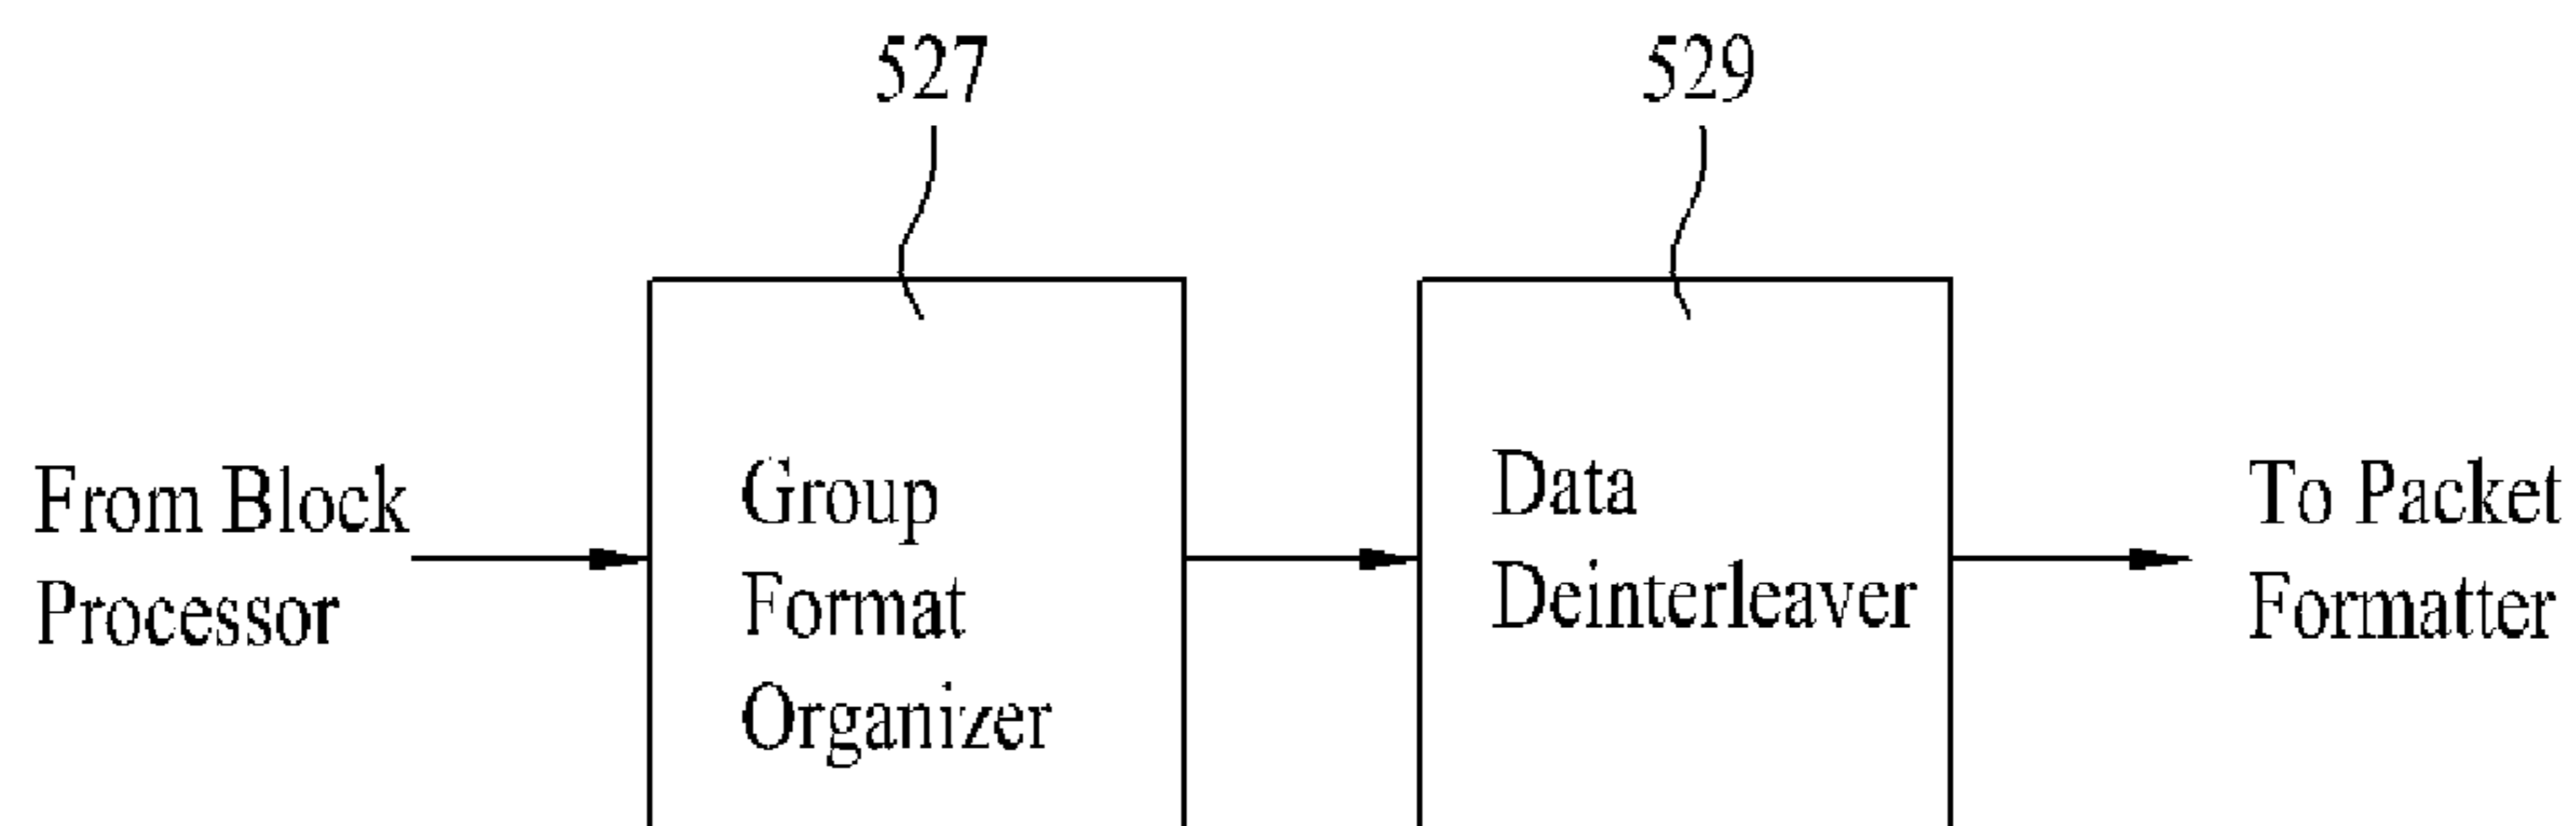 527
529
From Block
Processor
Group
Format
Organizer
Data
Deinterleaver
To Packet
Formatter